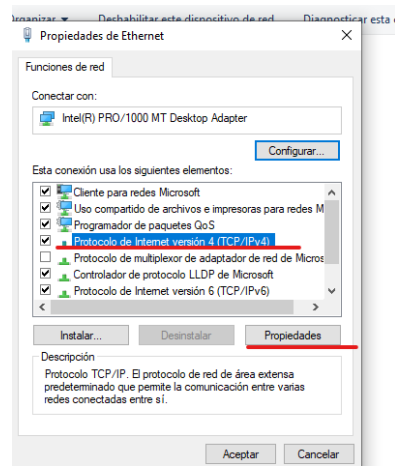 Organizar Deshabilitar este dispositivo de red Diagnosticar esta
Propiedades de Ethernet
Funciones de red
Conectar con:
Intel(R) PRO/1000 MT Desktop Adapter
Configurar...
Esta conexión usa los siguientes elementos:
Cliente para redes Microsoft
Uso compartido de archivos e impresoras para redes M
Programador de paquetes QoS
Protocolo de Internet versión 4 (TCP/IPv4)
Protocolo de multiplexor de adaptador de red de Micros
Controlador de protocolo LLDP de Microsoft
Protocolo de Internet versión 6 (TCP/IPv6)
Instalar... Desinstalar Propiedades
Descripción
Protocolo TCP/IP. El protocolo de red de área extensa
predeterminado que permite la comunicación entre varias
redes conectadas entre sí.
Aceptar Cancelar